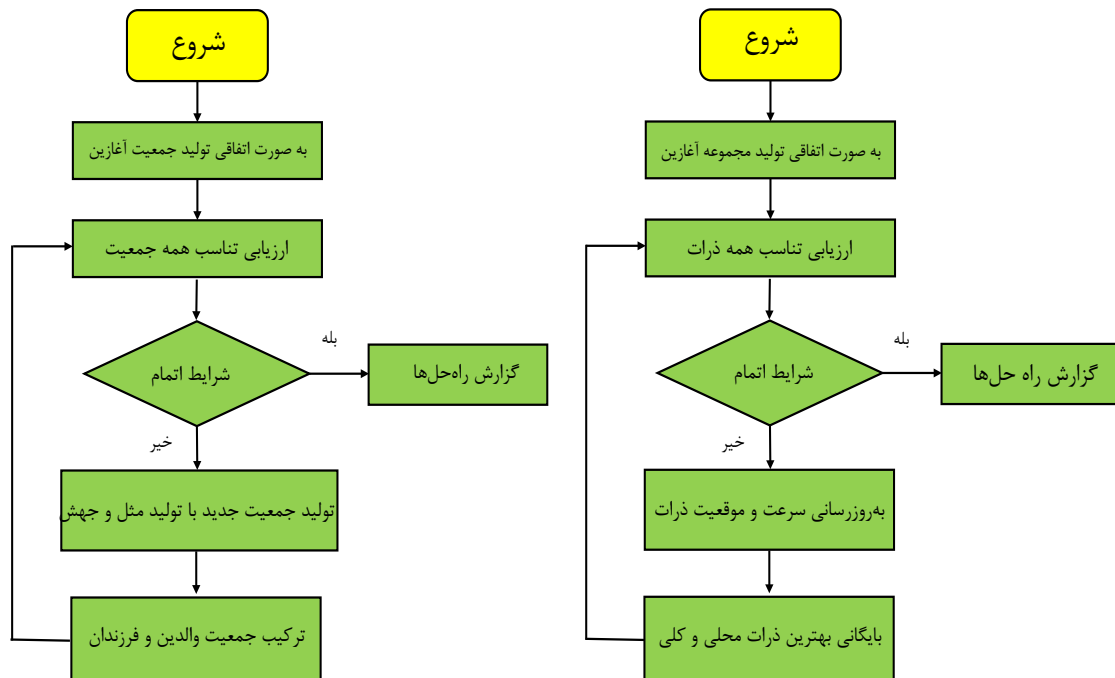 شروع
به صورت اتفاقی تولید جمعیت آغازین
ارزیابی تناسب همه جمعیت
شرایط اتمام
بله
گزارش راه‌حل‌ها
خیر
تولید جمعیت جدید با تولید مثل و جهش
ترکیب جمعیت والدین و فرزندان
شروع
به صورت اتفاقی تولید مجموعه آغازین
ارزیابی تناسب همه ذرات
شرایط اتمام
بله
گزارش راه حل‌ها
خیر
به‌روزرسانی سرعت و موقعیت ذرات
بایگانی بهترین ذرات محلی و کلی